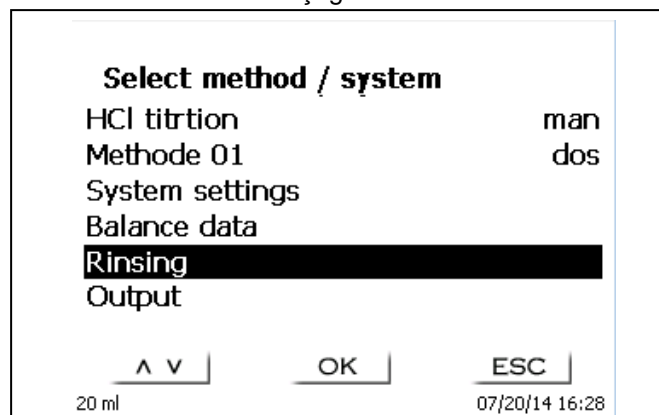 Select method / system
HCl titrtion man
Methode 01 dos
System settings
Balance data
Rinsing
Output
∧ ∨ OK ESC
20 ml 07/20/14 16:28